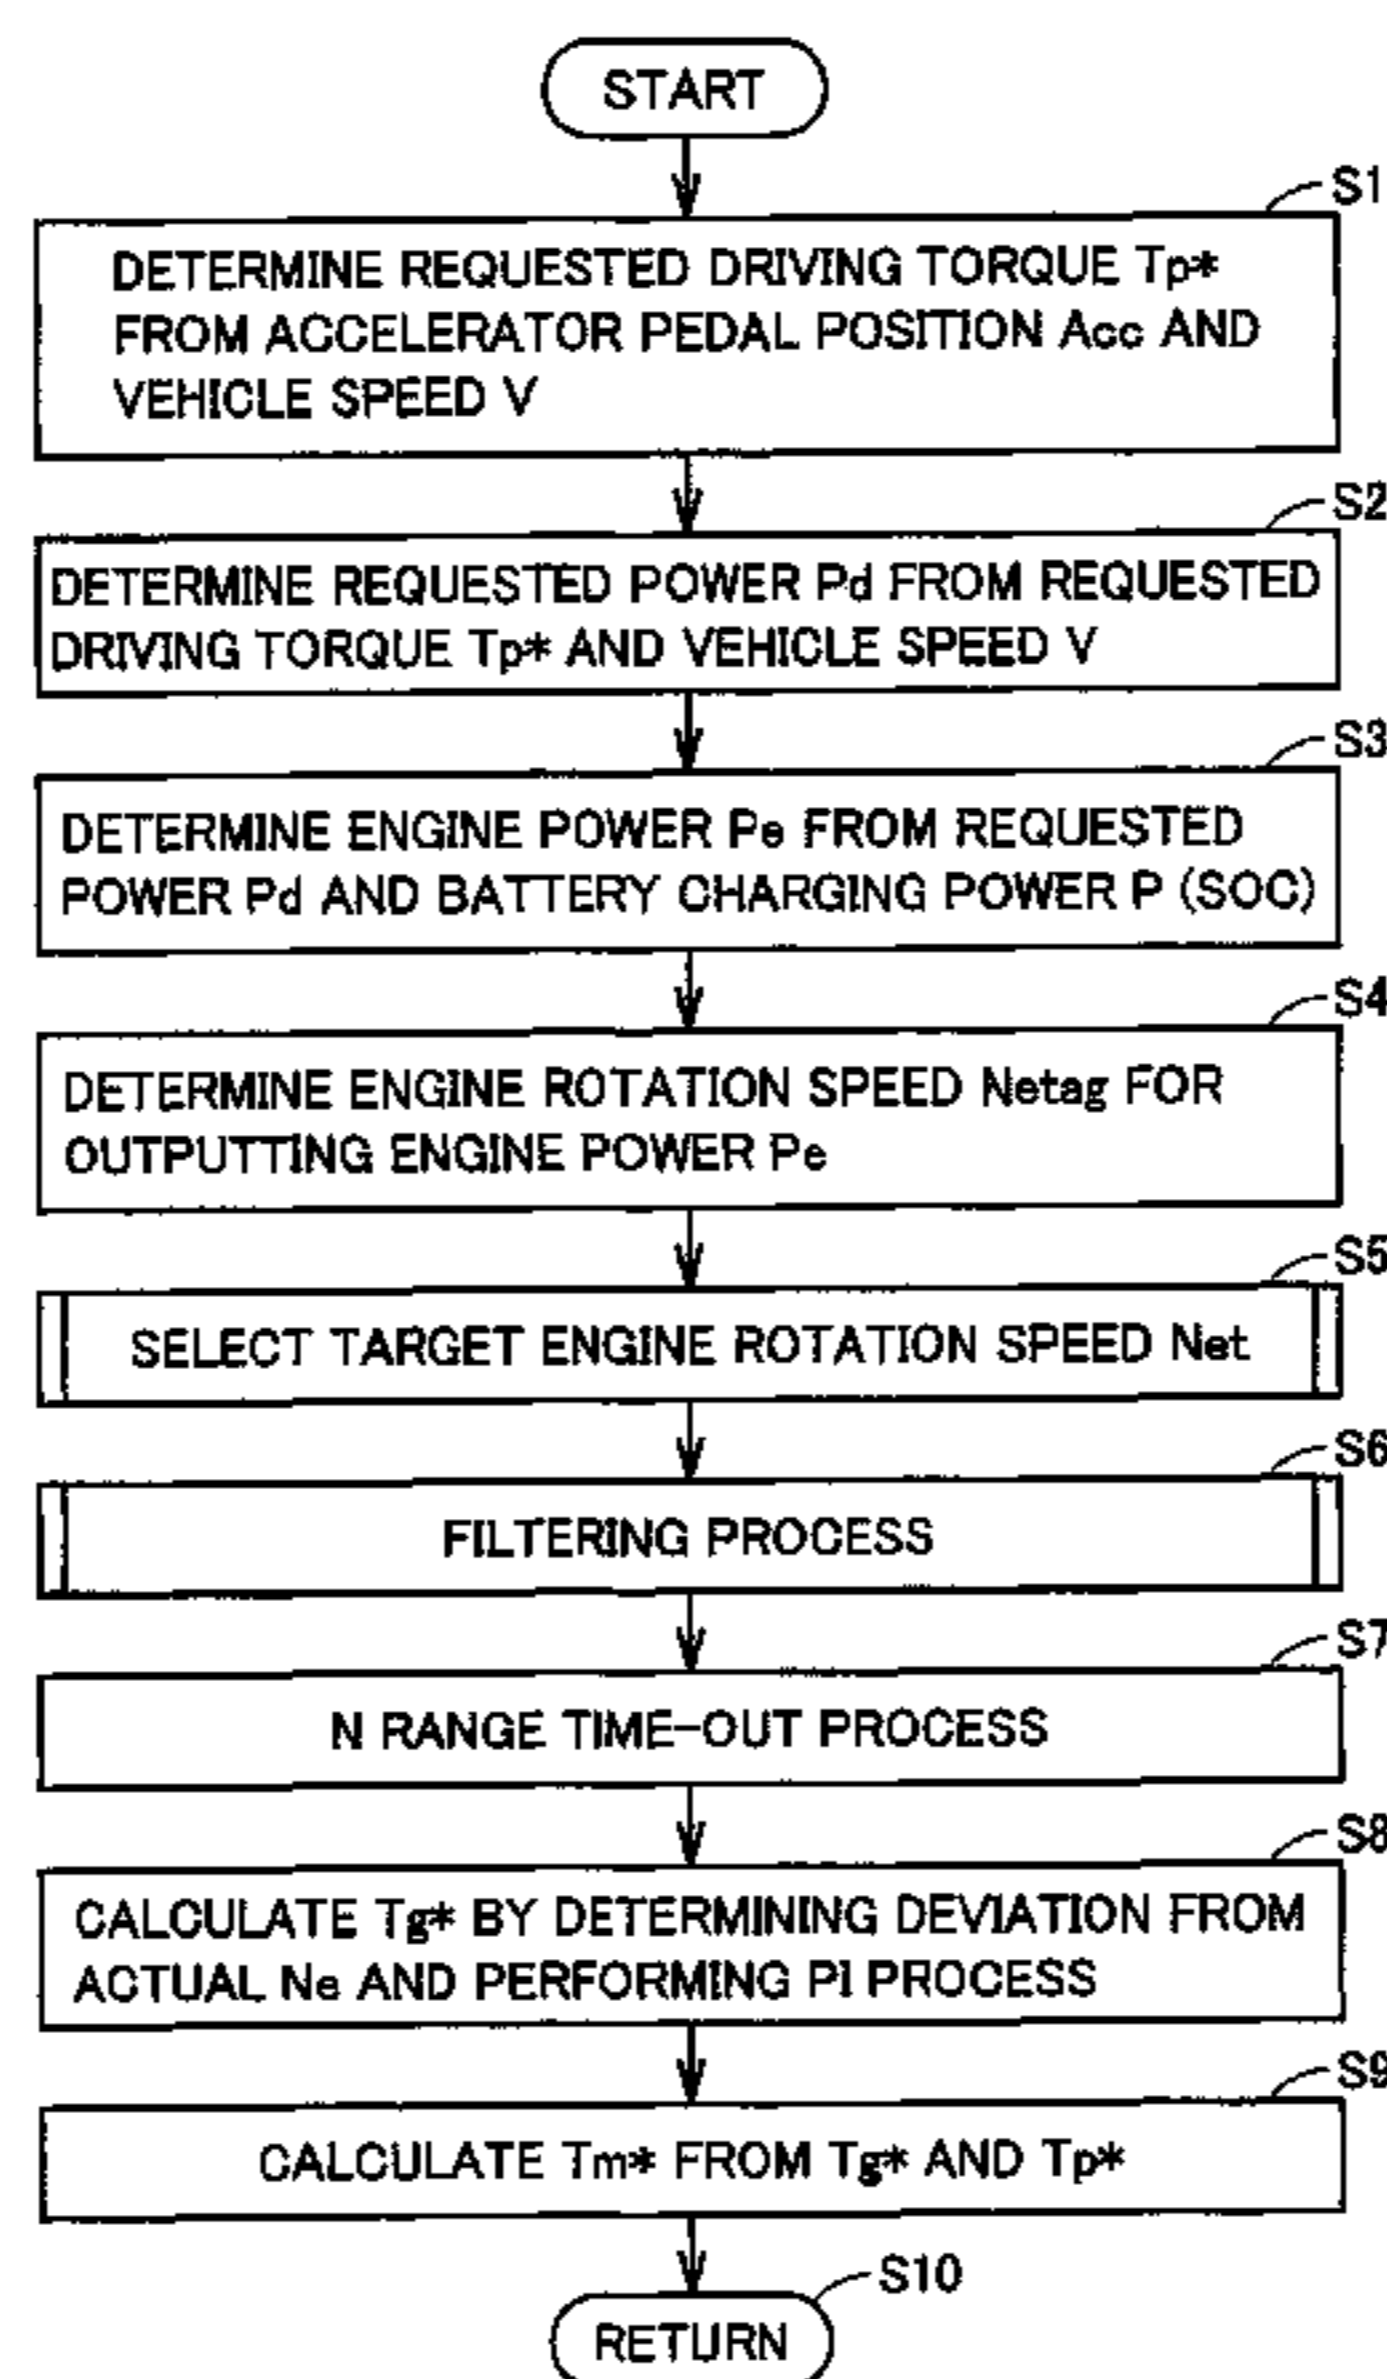 START
S1
DETERMINE REQUESTED DRIVING TORQUE Tp*
FROM ACCELERATOR PEDAL POSITION Acc AND
VEHICLE SPEED V
S2
DETERMINE REQUESTED POWER Pd FROM REQUESTED
DRIVING TORQUE Tp* AND VEHICLE SPEED V
S3
DETERMINE ENGINE POWER Pe FROM REQUESTED
POWER Pd AND BATTERY CHARGING POWER P (SOC)
S4
DETERMINE ENGINE ROTATION SPEED Netag FOR
OUTPUTTING ENGINE POWER Pe
S5
SELECT TARGET ENGINE ROTATION SPEED Net
S6
FILTERING PROCESS
S7
N RANGE TIME-OUT PROCESS
S8
CALCULATE Tg* BY DETERMINING DEVIATION FROM
ACTUAL Ne AND PERFORMING PI PROCESS
S9
CALCULATE Tm* FROM Tg* AND Tp*
S10
RETURN